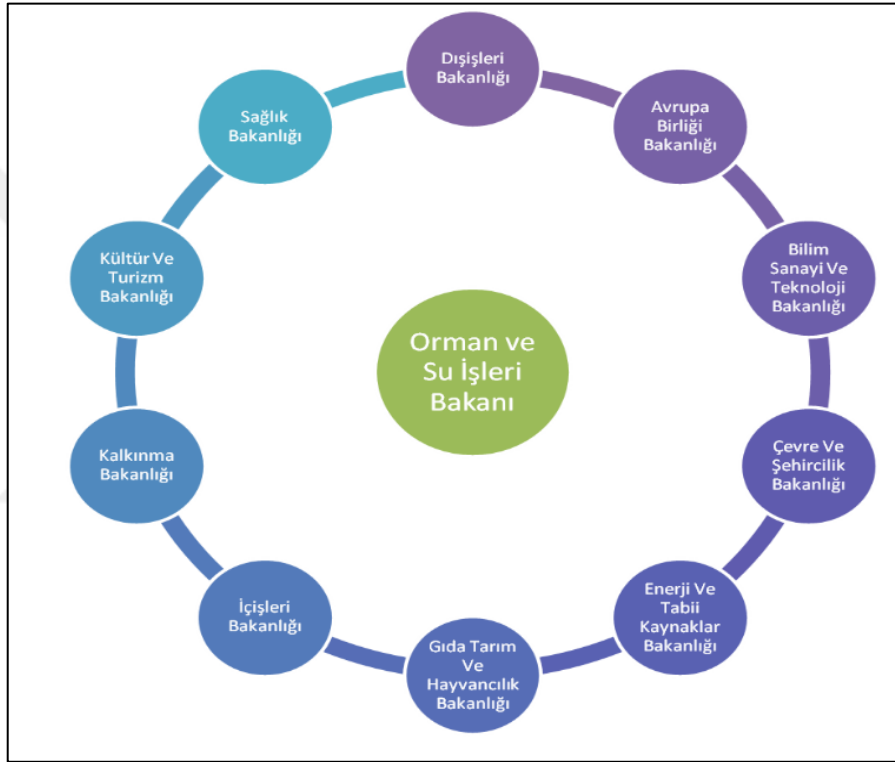 Dışişleri
Bakanlığı
Avrupa
Birliği
Bakanlığı
Bilim
Sanayi Ve
Teknoloji
Bakanlığı
Çevre Ve
Şehircilik
Bakanlığı
Enerji Ve
Tabii
Kaynaklar
Bakanlığı
Gıda Tarım
Ve
Hayvancılık
Bakanlığı
İçişleri
Bakanlığı
Kalkınma
Bakanlığı
Kültür Ve
Turizm
Bakanlığı
Sağlık
Bakanlığı
Orman ve
Su İşleri
Bakanı